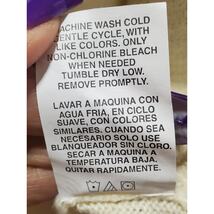 MACHINE WASH COLD
GENTLE CYCLE, WITH
LIKE COLORS. ONLY
NON-CHLORINE BLEACH
WHEN NEEDED
TUMBLE DRY LOW.
REMOVE PROMPTLY.
LAVAR A MAQUINA CON
AGUA FRIA, EN CICLO
SUAVE, CON COLORES
SIMILARES. CUANDO SEA
NECESARIO SOLO USE
BLANQUEADOR SIN CLORO.
SECAR A MAQUINA A
TEMPERATURA BAJA.
QUITAR RAPIDAMENTE.